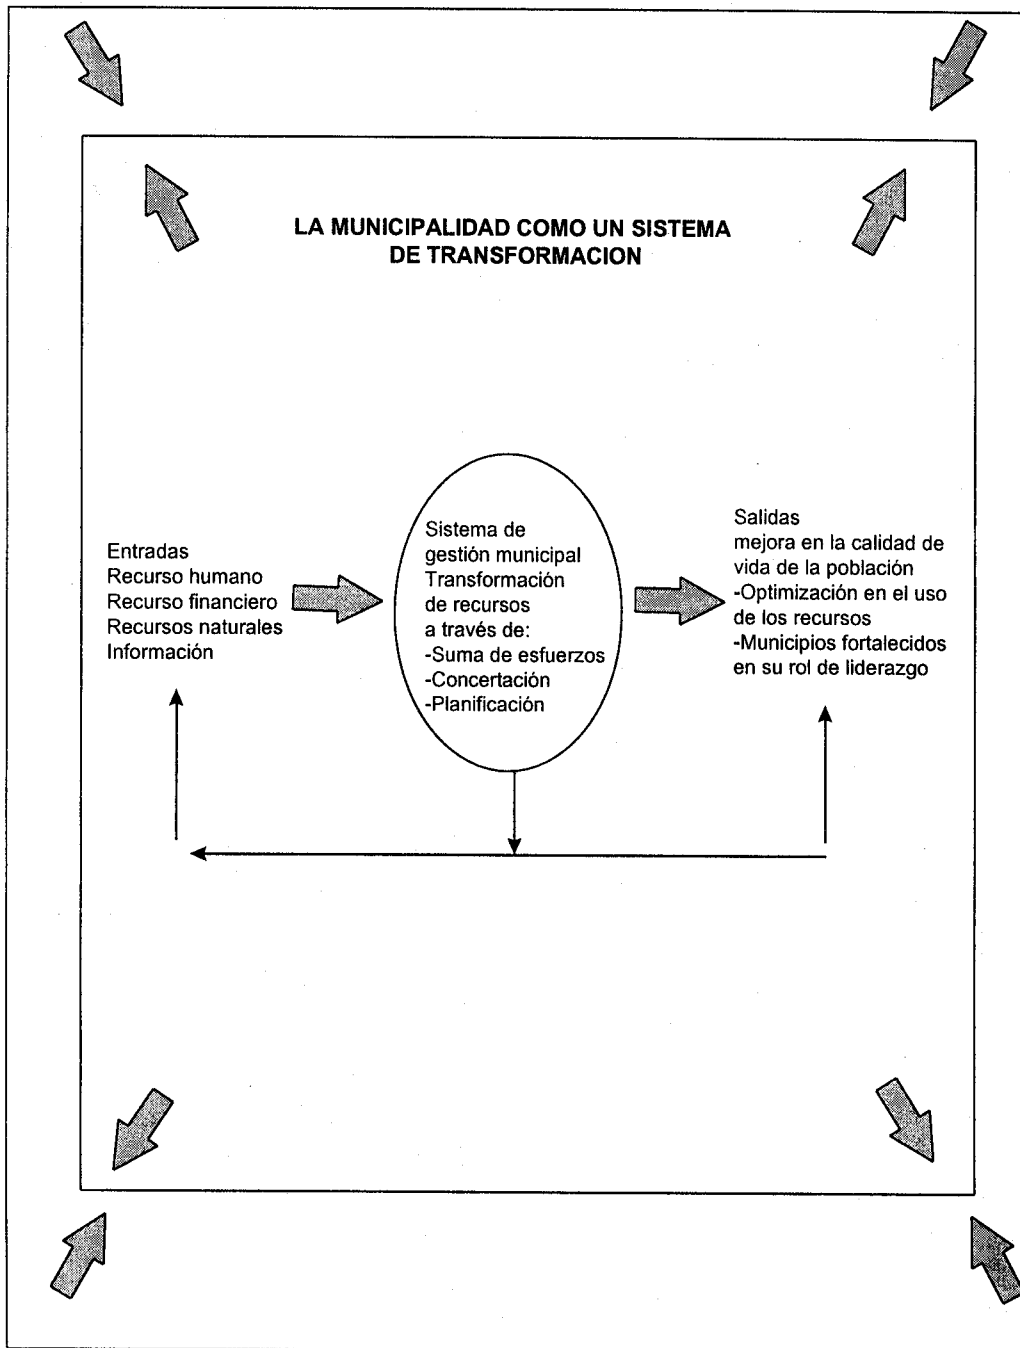 LA MUNICIPALIDAD COMO UN SISTEMA
DE TRANSFORMACION
Entradas
Recurso humano
Recurso financiero
Recursos naturales
Información
Sistema de
gestión municipal
Transformación
de recursos
a través de:
-Suma de esfuerzos
-Concertación
-Planificación
Salidas
mejora en la calidad de
vida de la población
-Optimización en el uso
de los recursos
-Municipios fortalecidos
en su rol de liderazgo